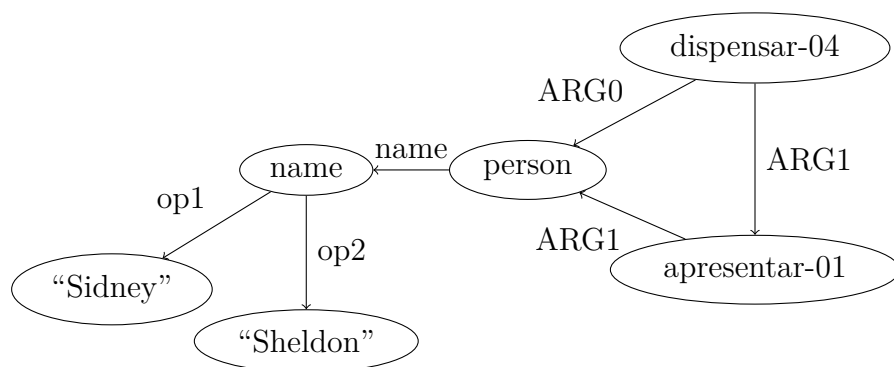 dispensar-04
ARG0
name
person
name
ARG1
op1
ARG1
op2
apresentar-01
“Sidney”
“Sheldon”